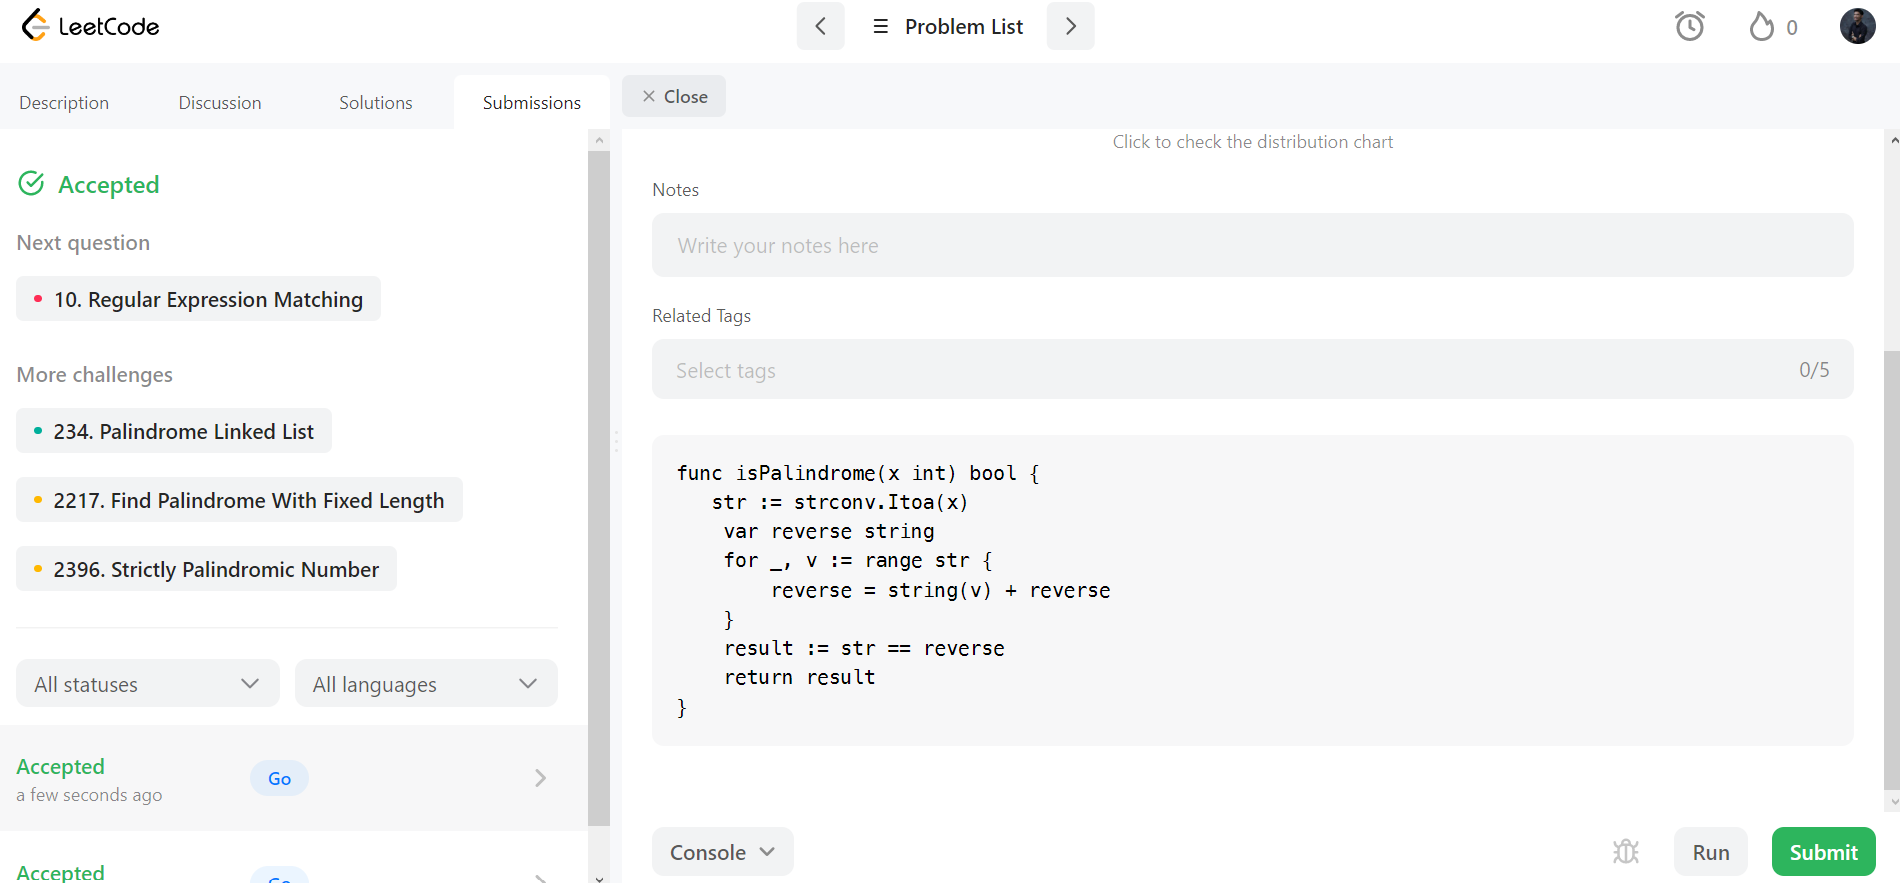 LeetCode
Problem List
0
Description
Discussion
Solutions
Submissions
Close
Accepted
Next question
10. Regular Expression Matching
More challenges
234. Palindrome Linked List
2217. Find Palindrome With Fixed Length
2396. Strictly Palindromic Number
All statuses
All languages
Accepted
Go
a few seconds ago
Accepted
Go
Click to check the distribution chart
Notes
Write your notes here
Related Tags
Select tags
0/5
func isPalindrome(x int) bool {
str := strconv.Itoa(x)
var reverse string
for _, v := range str {
reverse = string(v) + reverse
}
result := str == reverse
return result
}
Console
Run
Submit